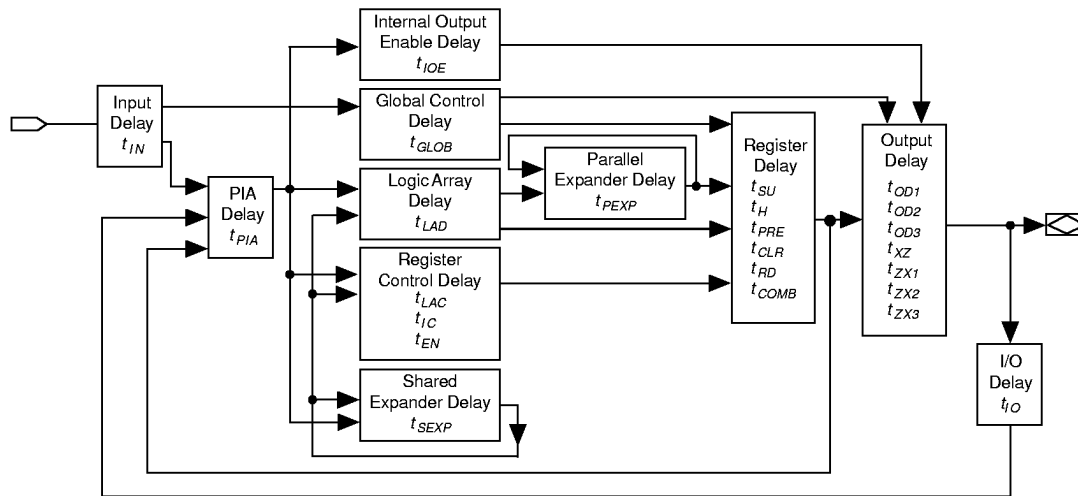 Internal Output
Enable Delay
tIOE
Input
Delay
tIN
Global Control
Delay
tGLOB
PIA
Delay
tPIA
Logic Array
Delay
tLAD
Parallel
Expander Delay
tPEXP
Register
Control Delay
tLAC
tIC
tEN
Shared
Expander Delay
tSEXP
Register
Delay
tSU
tH
tPRE
tCLR
tRD
tCOMB
Output
Delay
tOD1
tOD2
tOD3
tXZ
tZX1
tZX2
tZX3
I/O
Delay
tIO